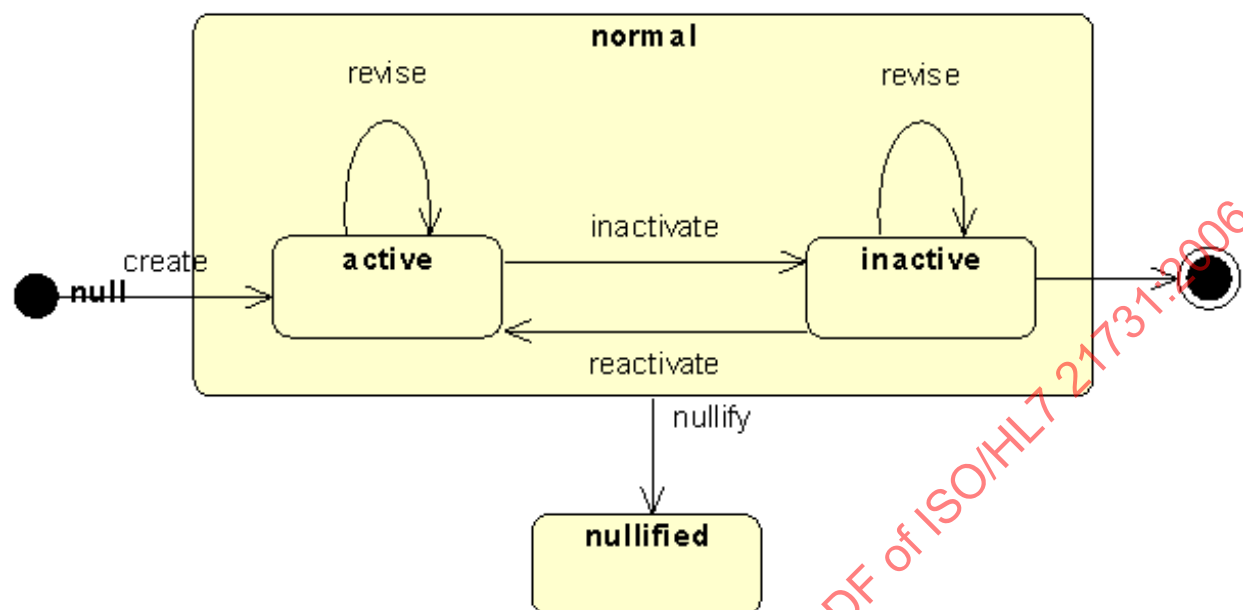 normal
revise
revise
inactivate
create
active
inactive
null
reactivate
nullify
nullified
DF of ISO/HL7 21731:2006